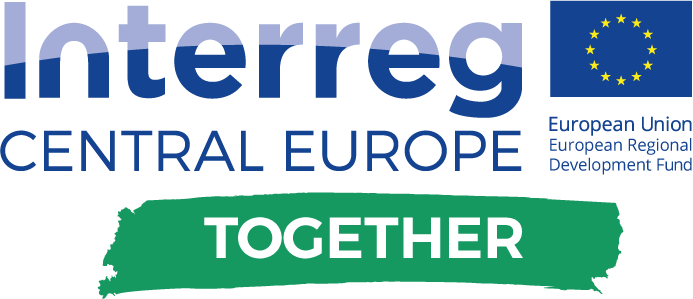 Interreg
CENTRAL EUROPE
European Union
European Regional
Development Fund
TOGETHER